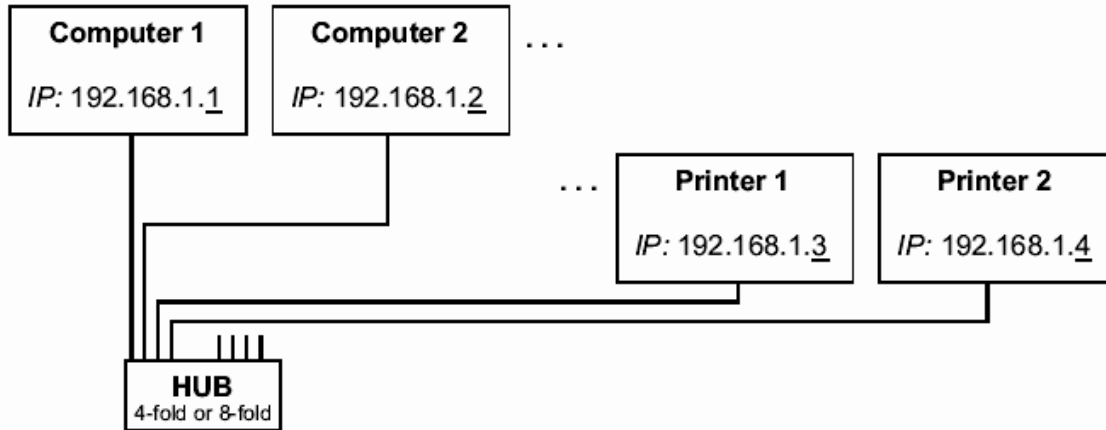 Computer 1
IP: 192.168.1.1
Computer 2
IP: 192.168.1.2
. . .
. . .
Printer 1
IP: 192.168.1.3
Printer 2
IP: 192.168.1.4
HUB
4-fold or 8-fold